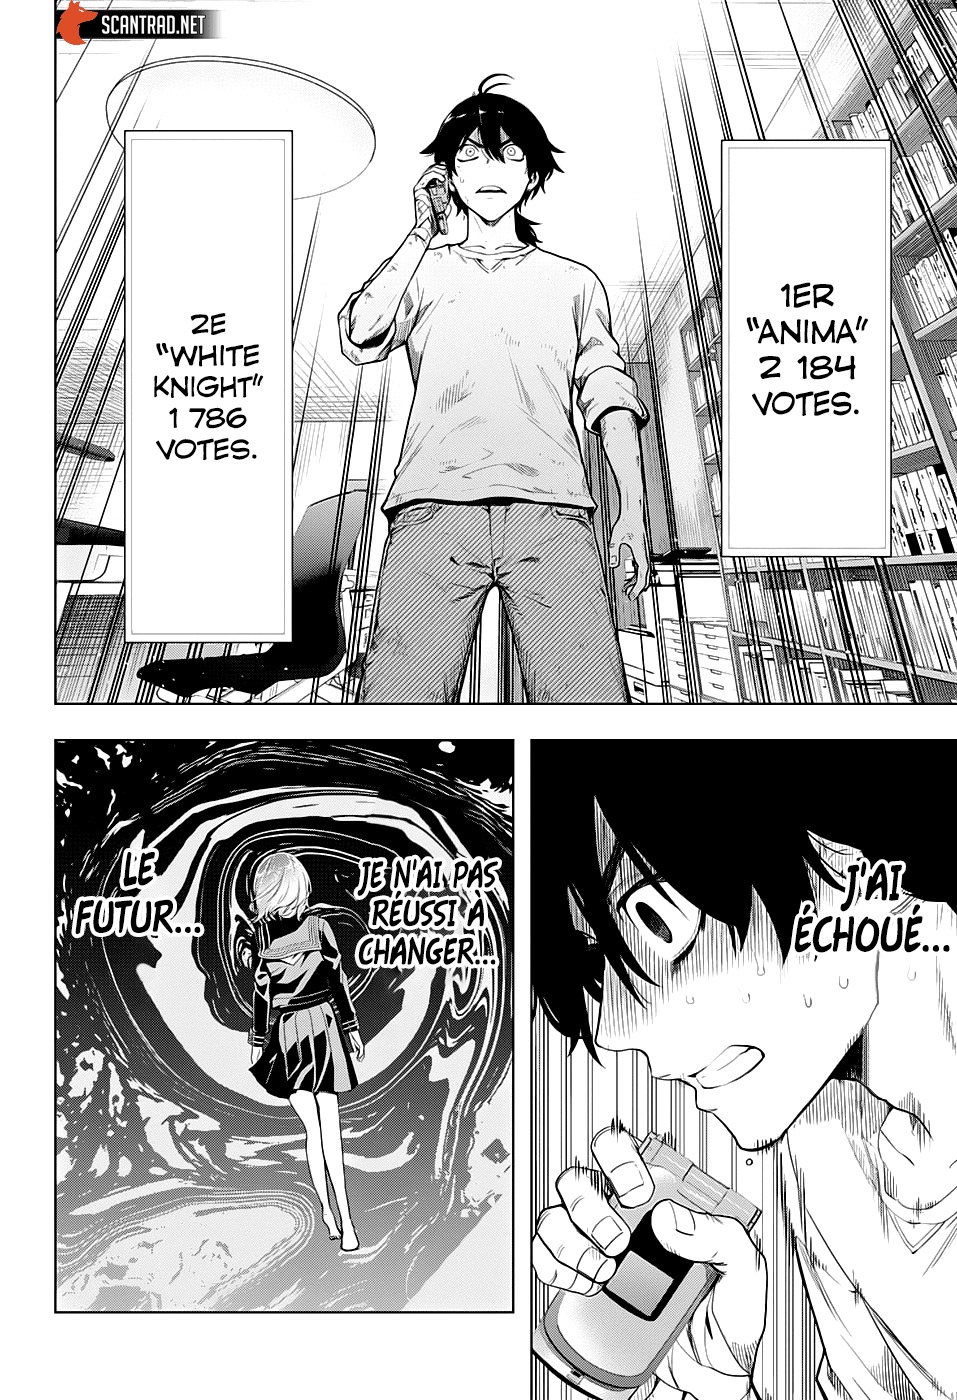 SCANTRAD.NET
1ER
"ANIMA"
2 184
VOTES.
2E
"WHITE
KNIGHT"
1 786
VOTES.
J'AI
ÉCHOUÉ...
JE N'AI PAS
RÉUSSI À
CHANGER...
LE
FUTUR...